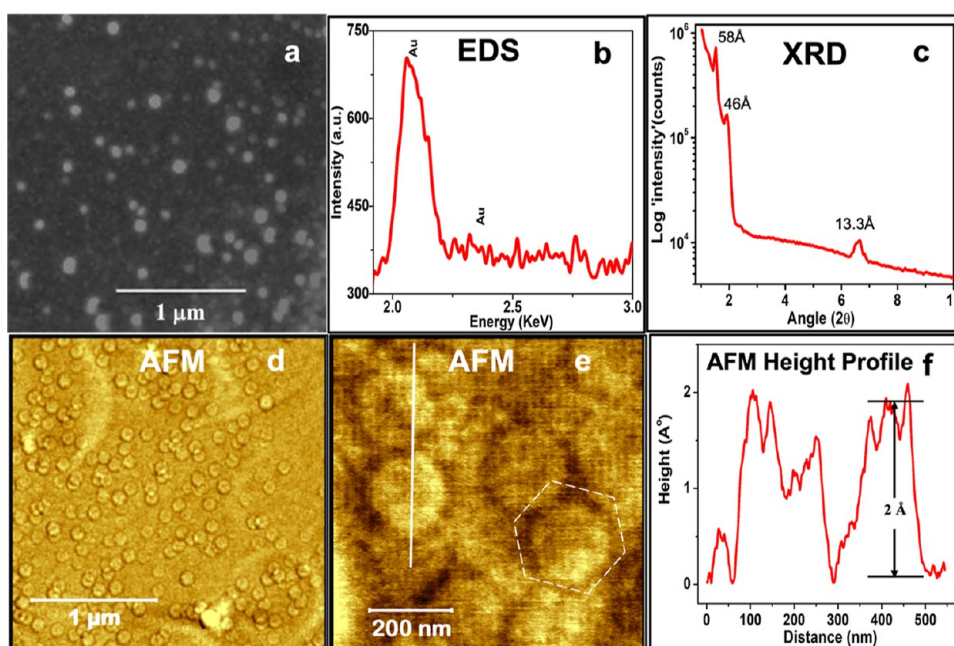 a
1 µm
EDS b
Au
Au
750
600
450
300
Intensity (a.u.)
2.0 2.5 3.0
Energy (KeV)
XRD c
58Å
46Å
13.3Å
10⁶
10⁵
10⁴
Log 'intensity'(counts)
2 4 6 8 10
Angle (2θ)
AFM d
1 µm
AFM e
200 nm
AFM Height Profile f
2
1
0
Height (A°)
2 Å
0 100 200 300 400 500
Distance (nm)